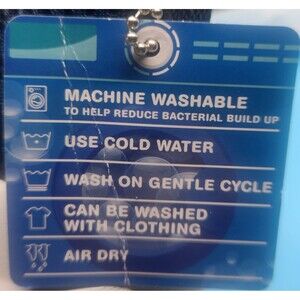 MACHINE WASHABLE
TO HELP REDUCE BACTERIAL BUILD UP
USE COLD WATER
WASH ON GENTLE CYCLE
CAN BE WASHED
WITH CLOTHING
AIR DRY